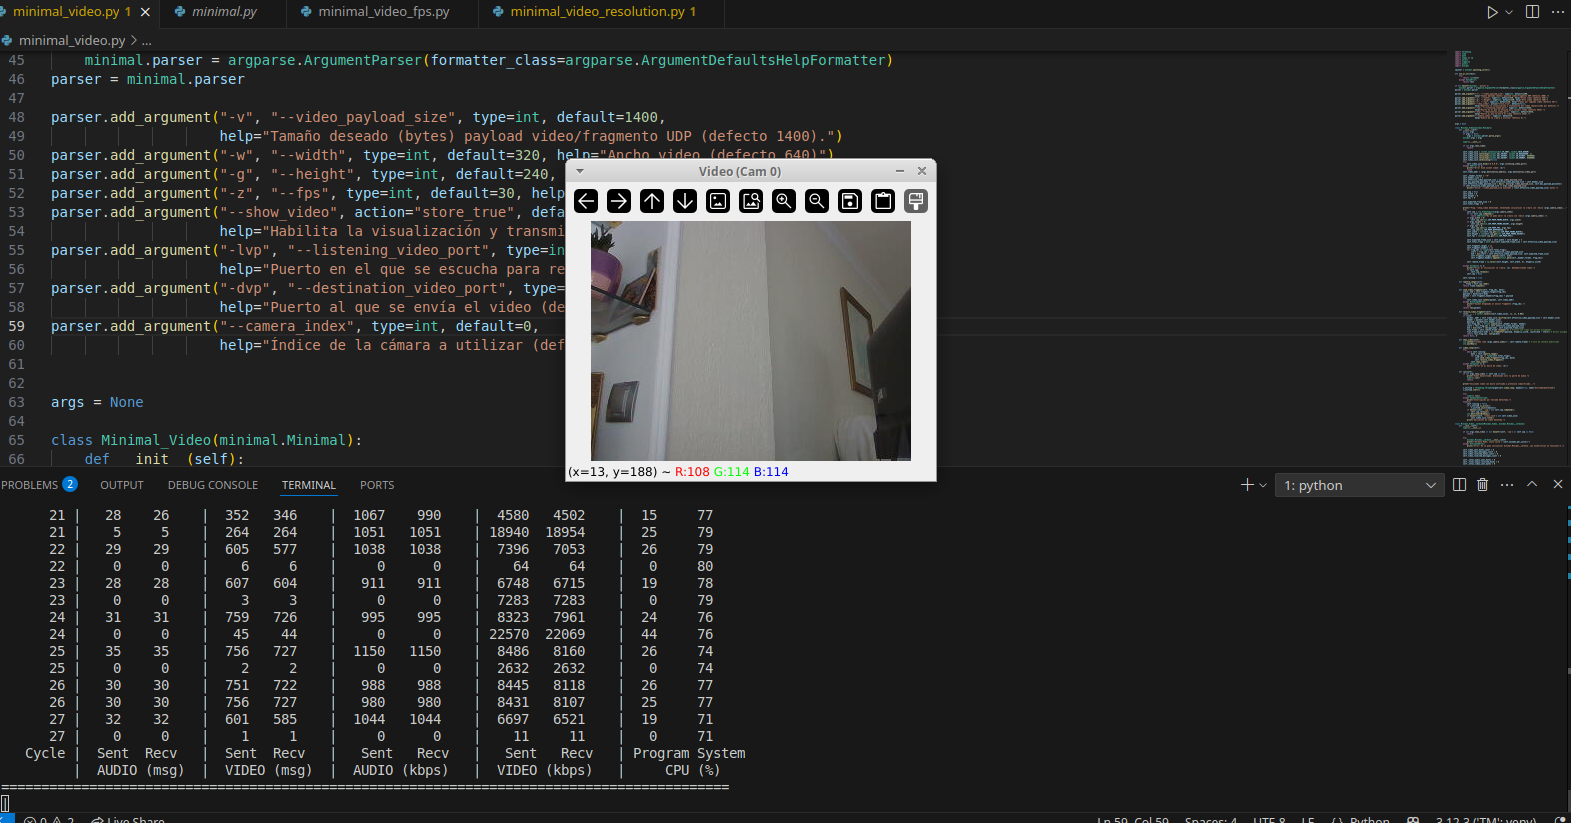 minimal_video.py 1
minimal.py
minimal_video_fps.py
minimal_video_resolution.py 1
minimal_video.py > ...
45 minimal.parser = argparse.ArgumentParser(formatter_class=argparse.ArgumentDefaultsHelpFormatter)
46 parser = minimal.parser
47
48 parser.add_argument("-v", "--video_payload_size", type=int, default=1400,
49 help="Tamaño deseado (bytes) payload video/fragmento UDP (defecto 1400).")
50 parser.add_argument("-w", "--width", type=int, default=320, help="Ancho video (defecto 640)")
51 parser.add_argument("-g", "--height", type=int, default=240,
52 parser.add_argument("-z", "--fps", type=int, default=30, help
53 parser.add_argument("--show_video", action="store_true", defa
54 help="Habilita la visualización y transmi
55 parser.add_argument("-lvp", "--listening_video_port", type=in
56 help="Puerto en el que se escucha para re
57 parser.add_argument("-dvp", "--destination_video_port", type=
58 help="Puerto al que se envía el video (de
59 parser.add_argument("--camera_index", type=int, default=0,
60 help="Índice de la cámara a utilizar (def
61
62
63 args = None
64
65 class Minimal_Video(minimal.Minimal):
66 def __init__(self):
Video (Cam 0)
(x=13, y=188) ~ R:108 G:114 B:114
PROBLEMS 2 OUTPUT DEBUG CONSOLE TERMINAL PORTS
1: python
21 | 28 26 | 352 346 | 1067 990 | 4580 4502 | 15 77
21 | 5 5 | 264 264 | 1051 1051 | 18940 18954 | 25 79
22 | 29 29 | 605 577 | 1038 1038 | 7396 7053 | 26 79
22 | 0 0 | 6 6 | 0 0 | 64 64 | 0 80
23 | 28 28 | 607 604 | 911 911 | 6748 6715 | 19 78
23 | 0 0 | 3 3 | 0 0 | 7283 7283 | 0 79
24 | 31 31 | 759 726 | 995 995 | 8323 7961 | 24 76
24 | 0 0 | 45 44 | 0 0 | 22570 22069 | 44 76
25 | 35 35 | 756 727 | 1150 1150 | 8486 8160 | 26 74
25 | 0 0 | 2 2 | 0 0 | 2632 2632 | 0 74
26 | 30 30 | 751 722 | 988 988 | 8445 8118 | 26 77
26 | 30 30 | 756 727 | 980 980 | 8431 8107 | 25 77
27 | 32 32 | 601 585 | 1044 1044 | 6697 6521 | 19 71
27 | 0 0 | 1 1 | 0 0 | 11 11 | 0 71
Cycle | Sent Recv | Sent Recv | Sent Recv | Sent Recv | Program System
| AUDIO (msg) | VIDEO (msg) | AUDIO (kbps) | VIDEO (kbps) | CPU (%)
===========================================================================================
0 2 Live Share Ln 59, Col 59 Spaces: 4 UTF-8 LF {} Python 3.12.3 ('TM': venv)